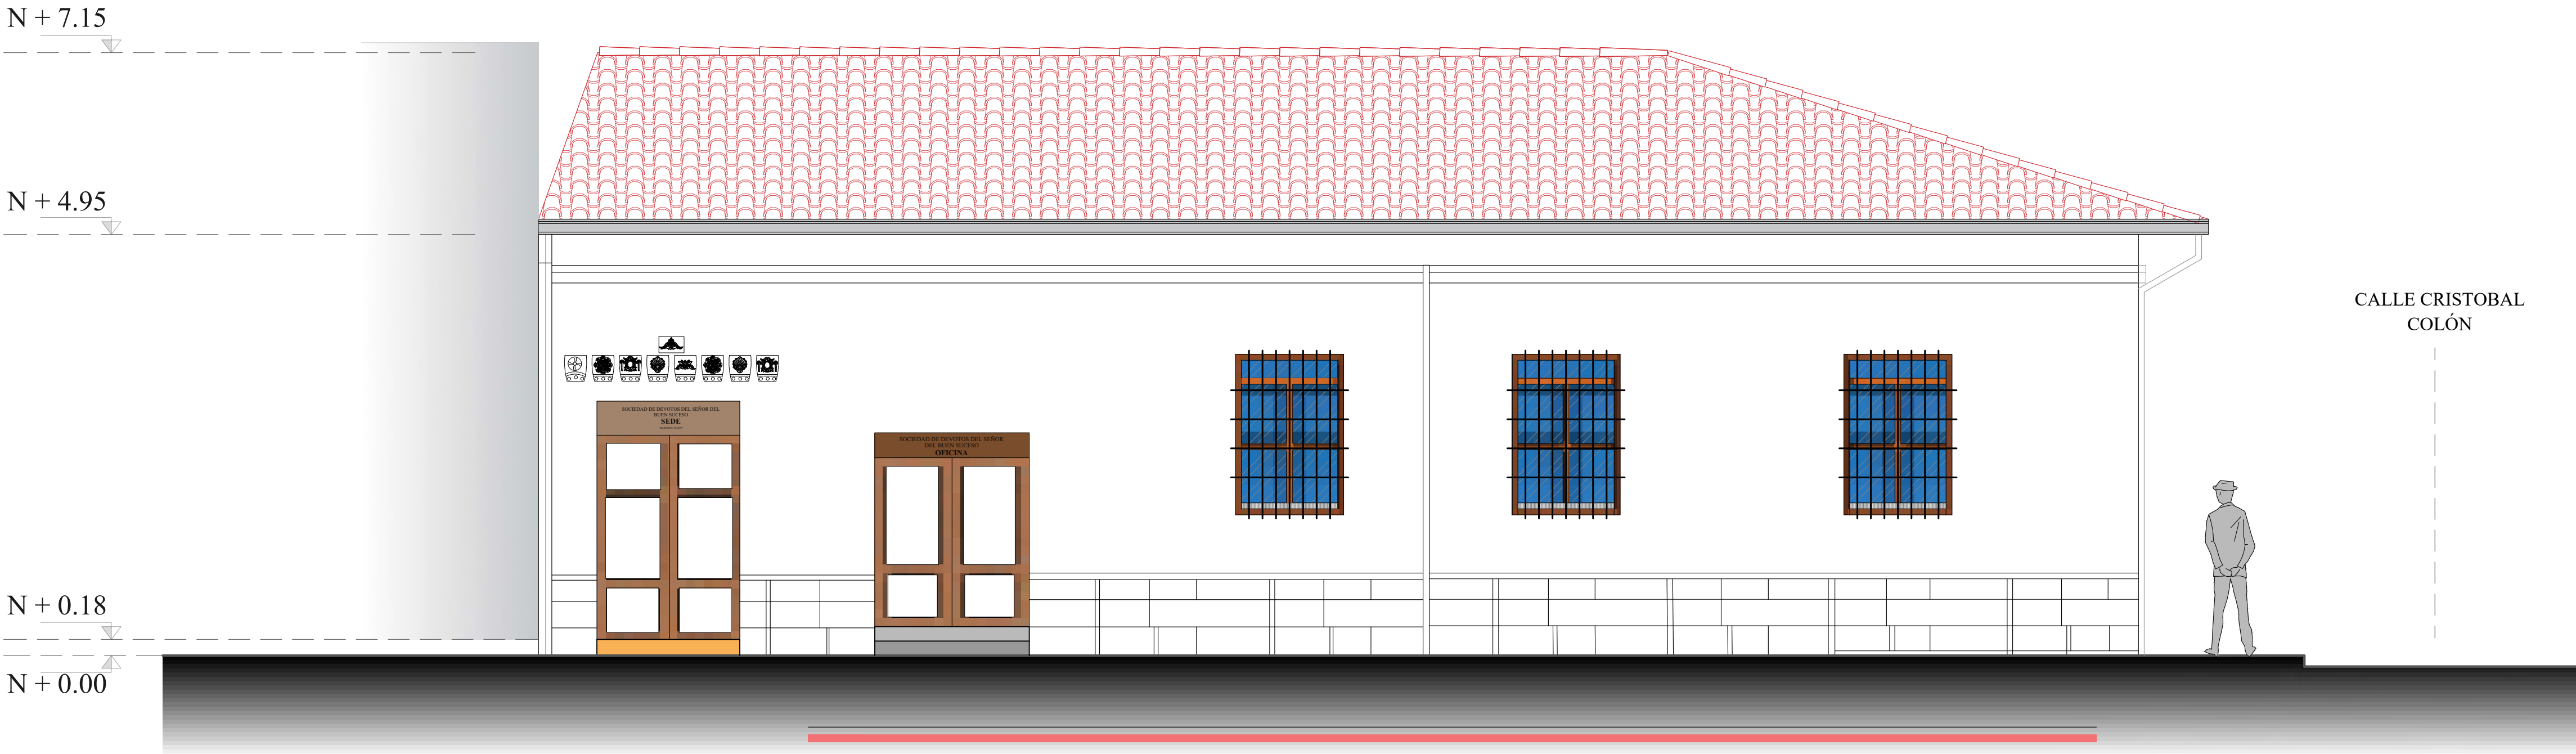 N + 7.15
N + 4.95
CALLE CRISTOBAL
COLÓN
SOCIEDAD DE DEVOTOS DEL SEÑOR DEL
BUEN SUCESO
SEDE
SOCIEDAD DE DEVOTOS DEL SEÑOR
DEL BUEN SUCESO
OFICINA
N + 0.18
N + 0.00